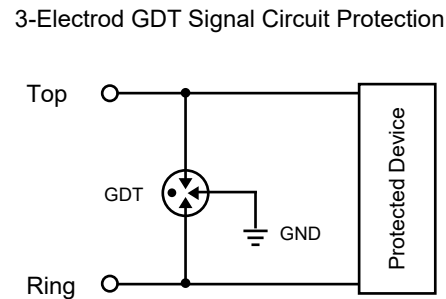 3-Electrod GDT Signal Circuit Protection
Top
Protected Device
GDT
GND
Ring